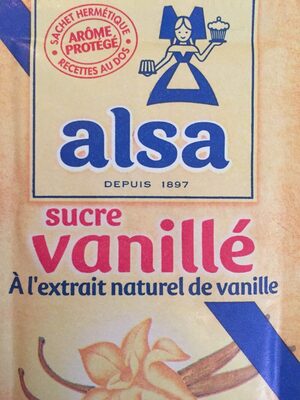 SACHET HERMÉTIQUE
ARÔME
PROTÉGÉ
RECETTES AU DOS
alsa
DEPUIS 1897
sucre
vanillé
À l'extrait naturel de vanille